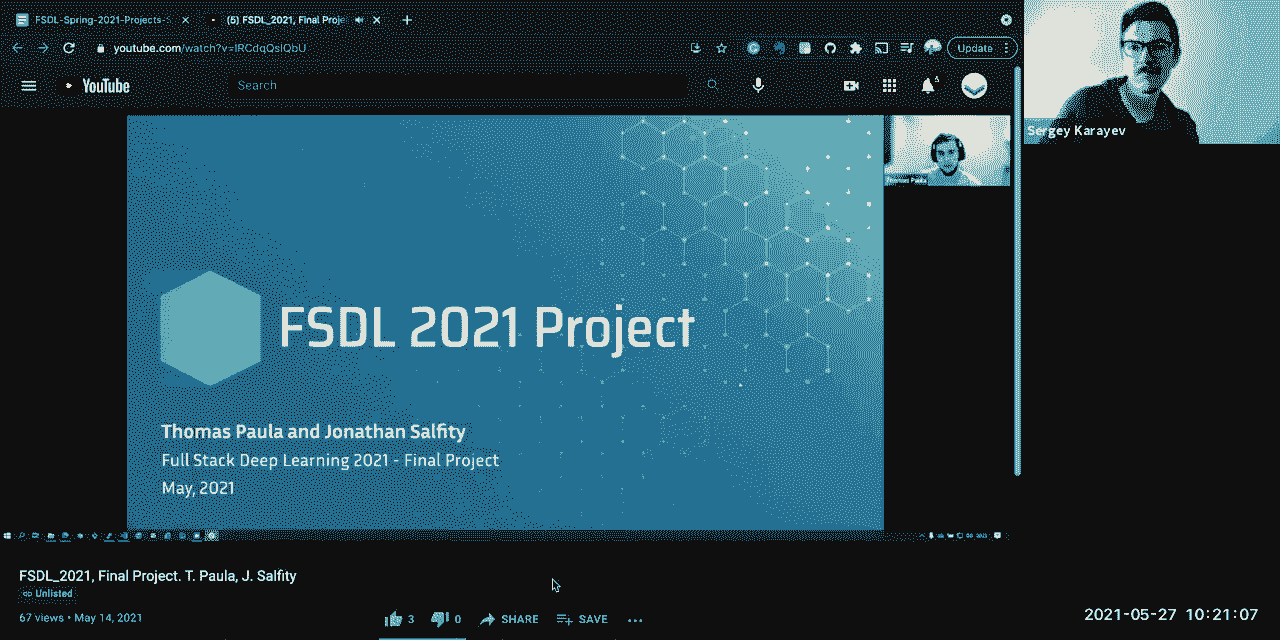 FSDL-Spring-2021-Projects-S
(5) FSDL_2021, Final Proje
youtube.com/watch?v=IRCdqQsIQbU
Update
YouTube
Search
5
Sergey Karayev
Thomas Paula
FSDL 2021 Project
Thomas Paula and Jonathan Salfity
Full Stack Deep Learning 2021 - Final Project
May, 2021
FSDL_2021, Final Project. T. Paula, J. Salfity
Unlisted
67 views • May 14, 2021
3
0
SHARE
SAVE
2021-05-27 10:21:07